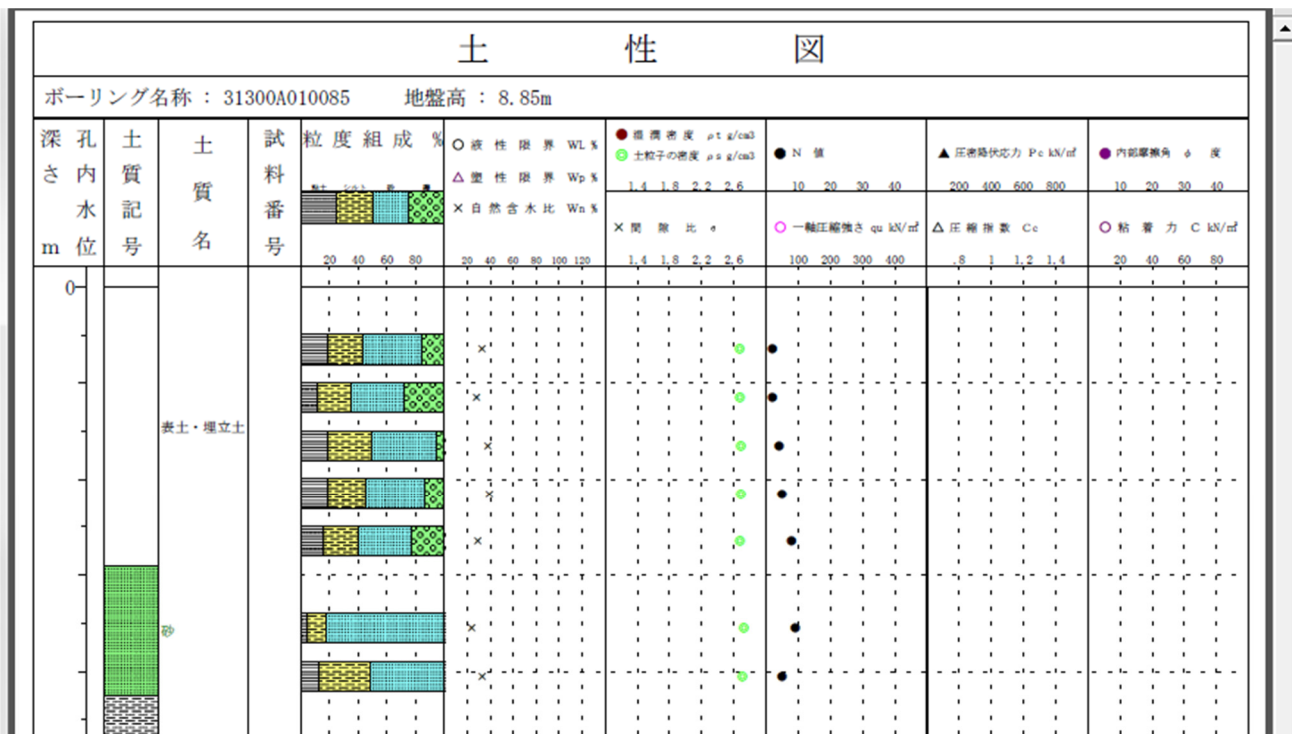 土 性 図
ボーリング名称 : 31300A010085 地盤高 : 8.85m
深さ m
孔内水位
土質記号
土質名
試料番号
粒度組成 %
粘土 シルト 砂 礫
20 40 60 80
○ 液性限界 WL %
△ 塑性限界 Wp %
× 自然含水比 Wn %
20 40 60 80 100 120
● 湿潤密度 ρt g/cm3
◎ 土粒子の密度 ρs g/cm3
1.4 1.8 2.2 2.6
× 間隙比 e
1.4 1.8 2.2 2.6
● N 値
10 20 30 40
○ 一軸圧縮強さ qu kN/㎡
100 200 300 400
▲ 圧密降伏応力 Pc kN/㎡
200 400 600 800
△ 圧縮指数 Cc
.8 1 1.2 1.4
● 内部摩擦角 φ 度
10 20 30 40
○ 粘着力 C kN/㎡
20 40 60 80
0
表土・埋立土
砂